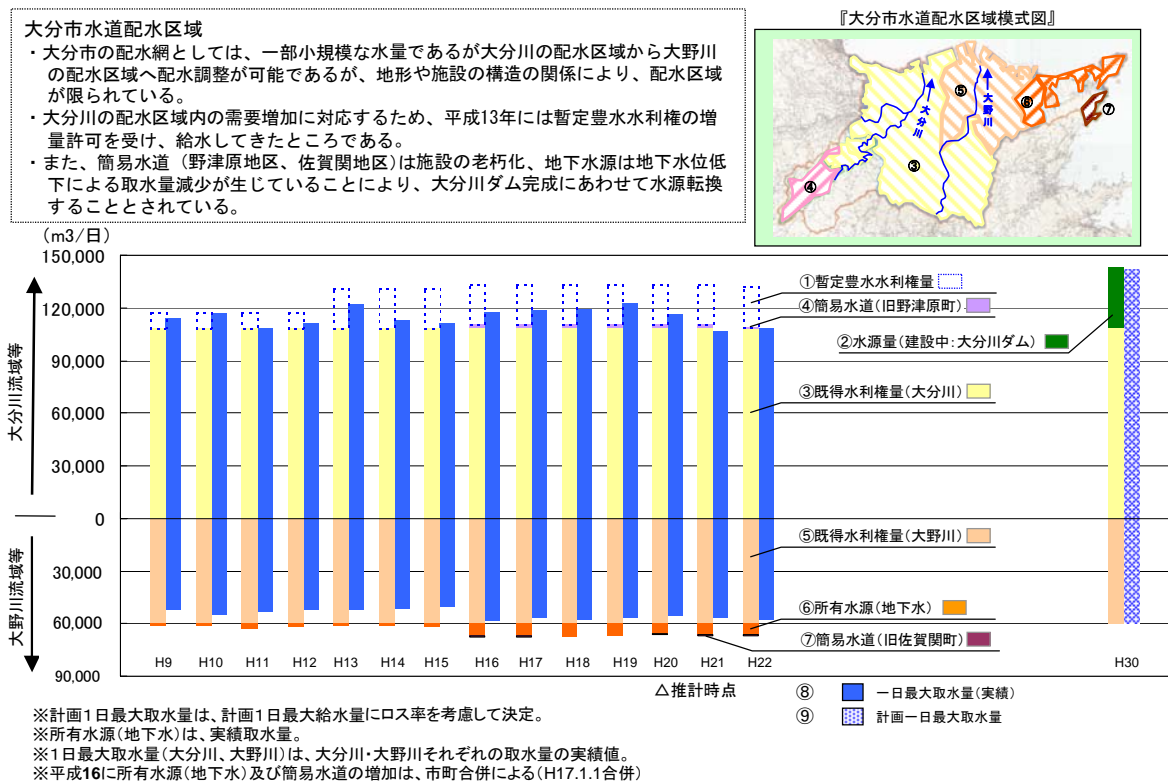 大分市水道配水区域
・大分市の配水網としては、一部小規模な水量であるが大分川の配水区域から大野川
の配水区域へ配水調整が可能であるが、地形や施設の構造の関係により、配水区域
が限られている。
・大分川の配水区域内の需要増加に対応するため、平成13年には暫定豊水水利権の増
量許可を受け、給水してきたところである。
・また、簡易水道（野津原地区、佐賀関地区）は施設の老朽化、地下水源は地下水位低
下による取水量減少が生じていることにより、大分川ダム完成にあわせて水源転換
することとされている。
『大分市水道配水区域模式図』
⑤
大野川
⑥
⑦
大分川
③
④
(m3/日)
150,000
120,000
90,000
60,000
30,000
0
30,000
60,000
90,000
大分川流域等
大野川流域等
①暫定豊水水利権量
④簡易水道(旧野津原町)
②水源量(建設中:大分川ダム)
③既得水利権量(大分川)
⑤既得水利権量(大野川)
⑥所有水源(地下水)
⑦簡易水道(旧佐賀関町)
H9 H10 H11 H12 H13 H14 H15 H16 H17 H18 H19 H20 H21 H22 H30
△推計時点
⑧ 一日最大取水量(実績)
⑨ 計画一日最大取水量
※計画1日最大取水量は、計画1日最大給水量にロス率を考慮して決定。
※所有水源(地下水)は、実績取水量。
※1日最大取水量(大分川、大野川)は、大分川・大野川それぞれの取水量の実績値。
※平成16に所有水源(地下水)及び簡易水道の増加は、市町合併による(H17.1.1合併)